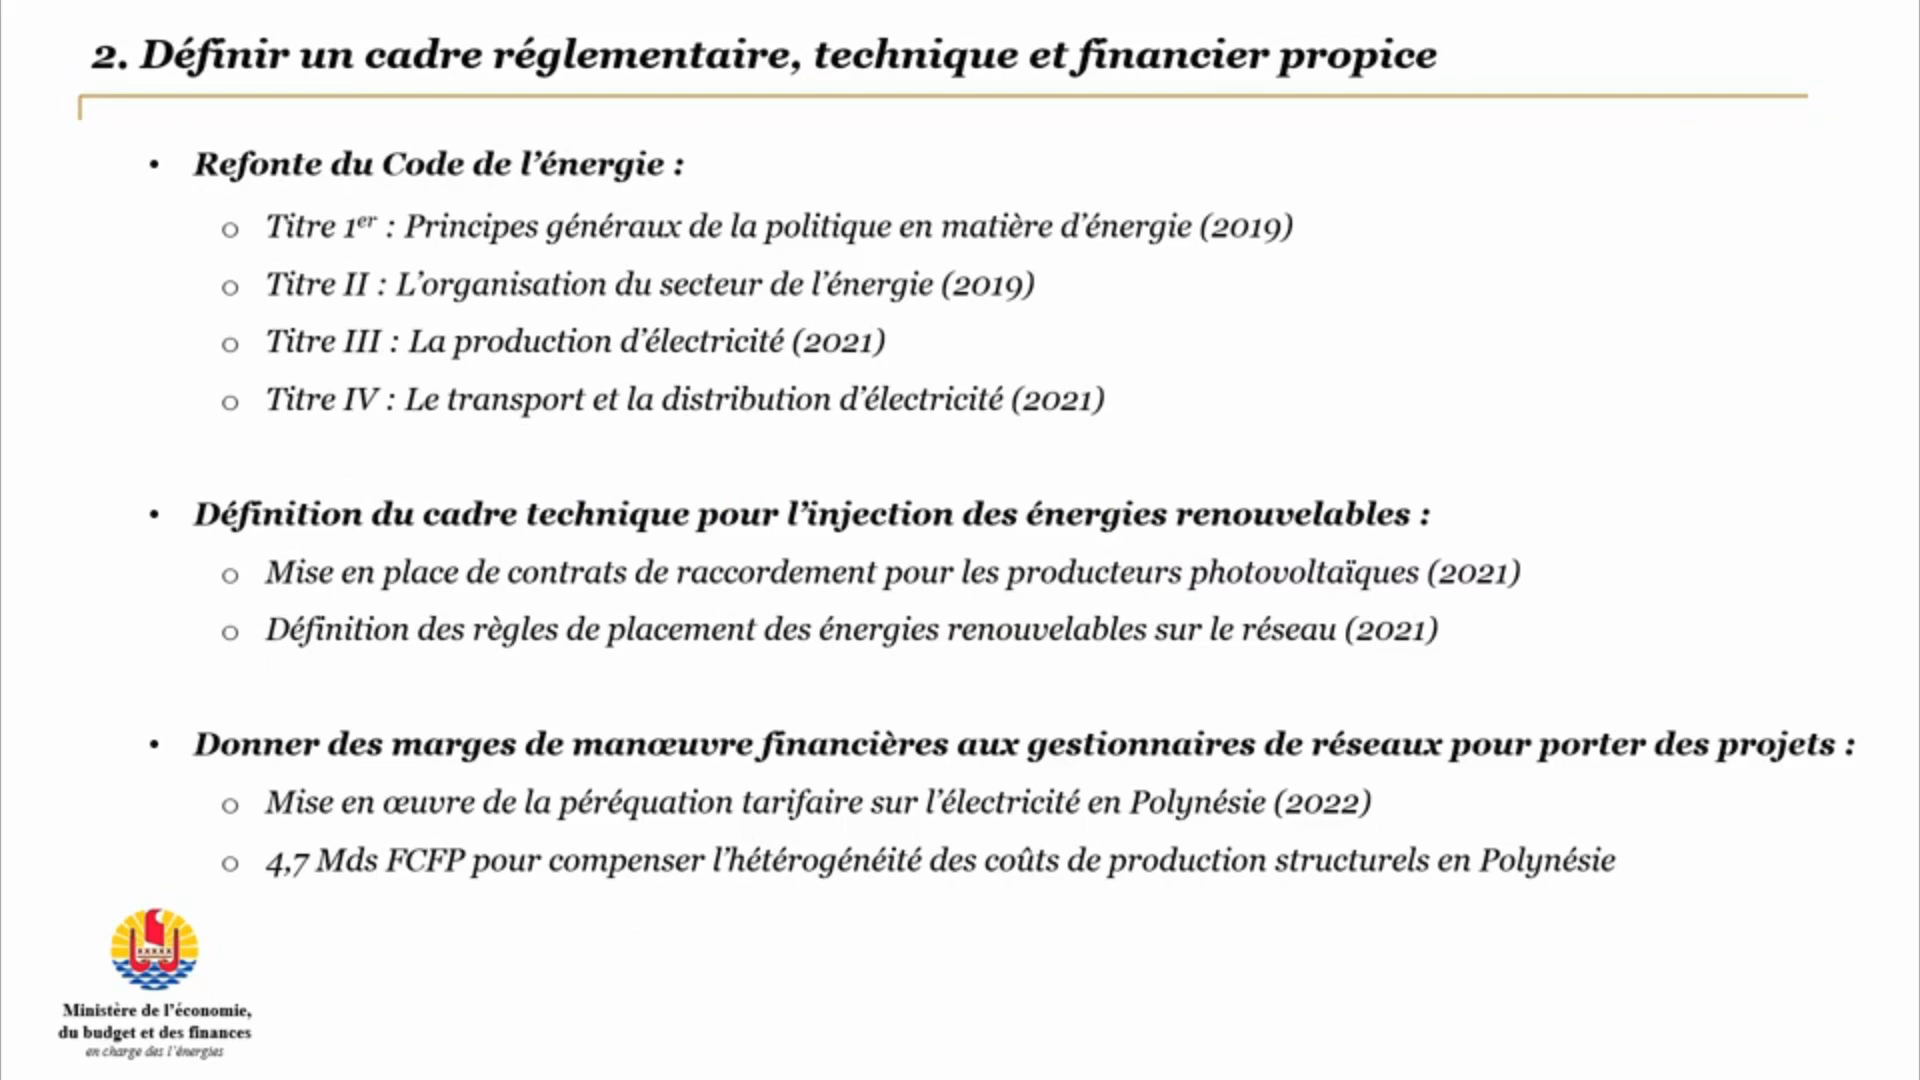 2. Définir un cadre réglementaire, technique et financier propice
• Refonte du Code de l’énergie :
o Titre 1er : Principes généraux de la politique en matière d’énergie (2019)
o Titre II : L’organisation du secteur de l’énergie (2019)
o Titre III : La production d’électricité (2021)
o Titre IV : Le transport et la distribution d’électricité (2021)
• Définition du cadre technique pour l’injection des énergies renouvelables :
o Mise en place de contrats de raccordement pour les producteurs photovoltaïques (2021)
o Définition des règles de placement des énergies renouvelables sur le réseau (2021)
• Donner des marges de manœuvre financières aux gestionnaires de réseaux pour porter des projets :
o Mise en œuvre de la péréquation tarifaire sur l’électricité en Polynésie (2022)
o 4,7 Mds FCFP pour compenser l’hétérogénéité des coûts de production structurels en Polynésie
Ministère de l’économie,
du budget et des finances
en charge des l’énergies